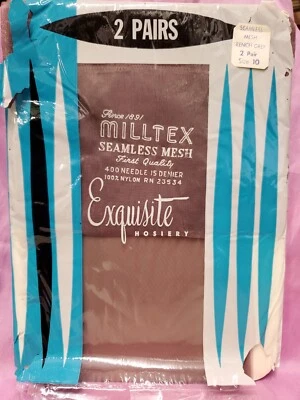 2 PAIRS
SEAMLESS
MESH
2 PAIR
SIZE 10
Since 1891
MILLTEX
SEAMLESS MESH
First Quality
400 NEEDLE 15 DENIER
100% NYLON RN 23534
Exquisite
HOSIERY